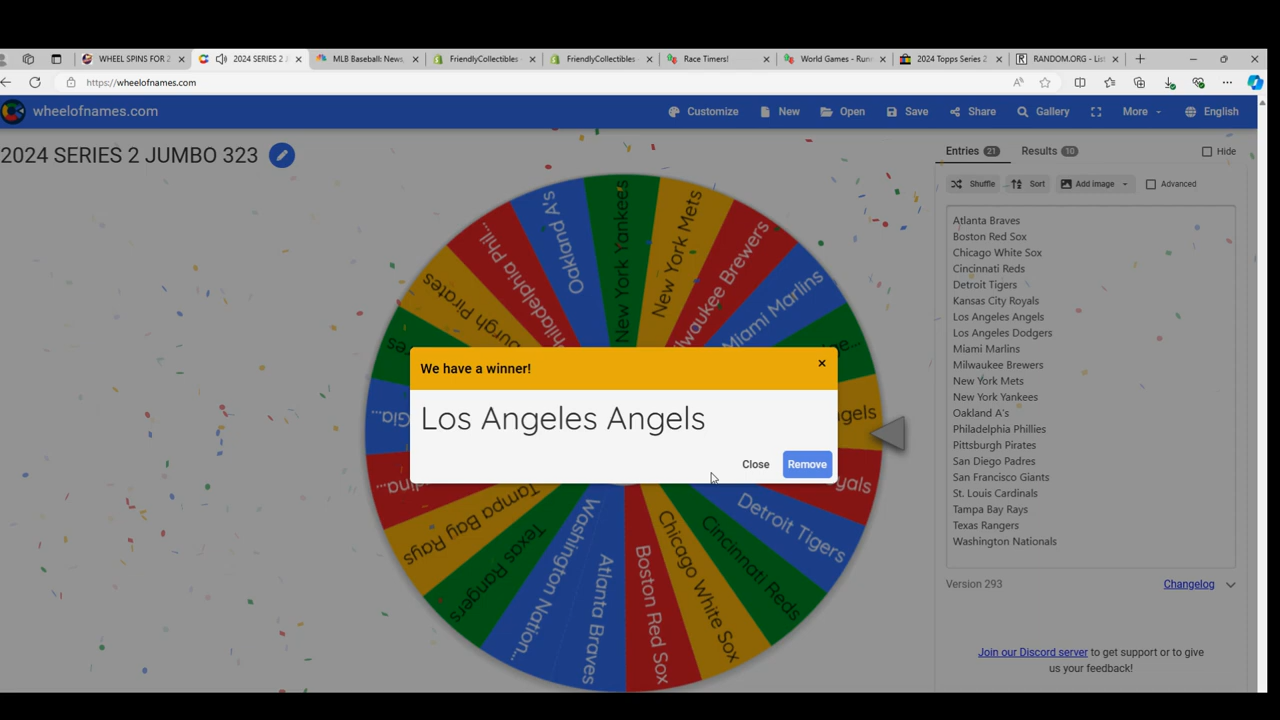 WHEEL SPINS FOR 2
2024 SERIES 2 J
MLB Baseball: News,
FriendlyCollectibles
FriendlyCollectibles
Race Timers!
World Games - Run
2024 Topps Series 2
RANDOM.ORG - List
https://wheelofnames.com
wheelofnames.com
Customize
New
Open
Save
Share
Gallery
More
English
2024 SERIES 2 JUMBO 323
Entries 21
Results 10
Hide
Shuffle
Sort
Add image
Advanced
Atlanta Braves
Boston Red Sox
Chicago White Sox
Cincinnati Reds
Detroit Tigers
Kansas City Royals
Los Angeles Angels
Los Angeles Dodgers
Miami Marlins
Milwaukee Brewers
New York Mets
New York Yankees
Oakland A's
Philadelphia Phillies
Pittsburgh Pirates
San Diego Padres
San Francisco Giants
St. Louis Cardinals
Tampa Bay Rays
Texas Rangers
Washington Nationals
Version 293
Changelog
Join our Discord server to get support or to give
us your feedback!
We have a winner!
Los Angeles Angels
Close
Remove
New York Yankees
New York Mets
Milwaukee Brewers
Miami Marlins
Detroit Tigers
Cincinnati Reds
Chicago White Sox
Boston Red Sox
Atlanta Braves
Washington Nation...
Texas Rangers
Tampa Bay Rays
Philadelphia Phil...
Oakland A's